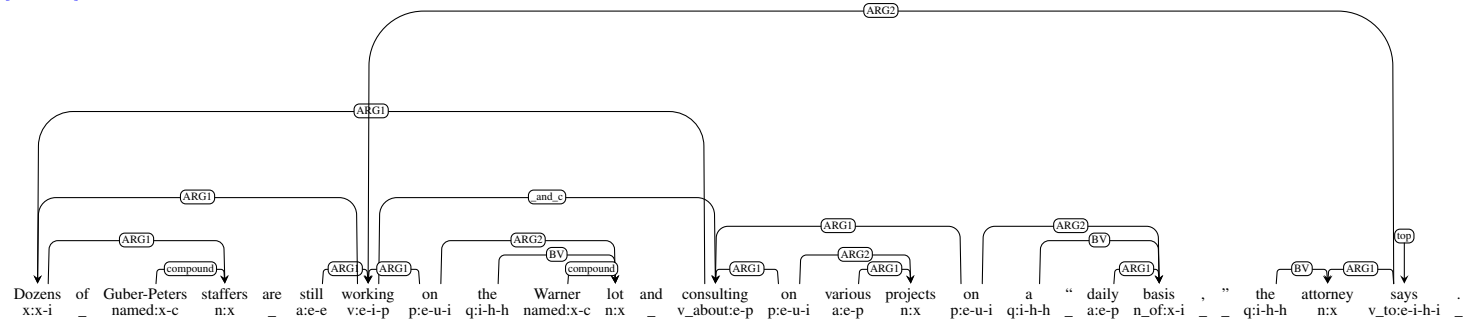 ARG2
ARG1
ARG1 _and_c
ARG1 ARG2 BV ARG1 ARG2 ARG2 BV
compound ARG1 ARG1 compound ARG1 ARG1 ARG1 BV ARG1 top
Dozens of Guber-Peters staffers are still working on the Warner lot and consulting on various projects on a “ daily basis , ” the attorney says .
x:x-i _ named:x-c n:x _ a:e-e v:e-i-p p:e-u-i q:i-h-h named:x-c n:x _ v_about:e-p p:e-u-i a:e-p n:x p:e-u-i q:i-h-h _ a:e-p n_of:x-i _ _ q:i-h-h n:x v_to:e-i-h-i _